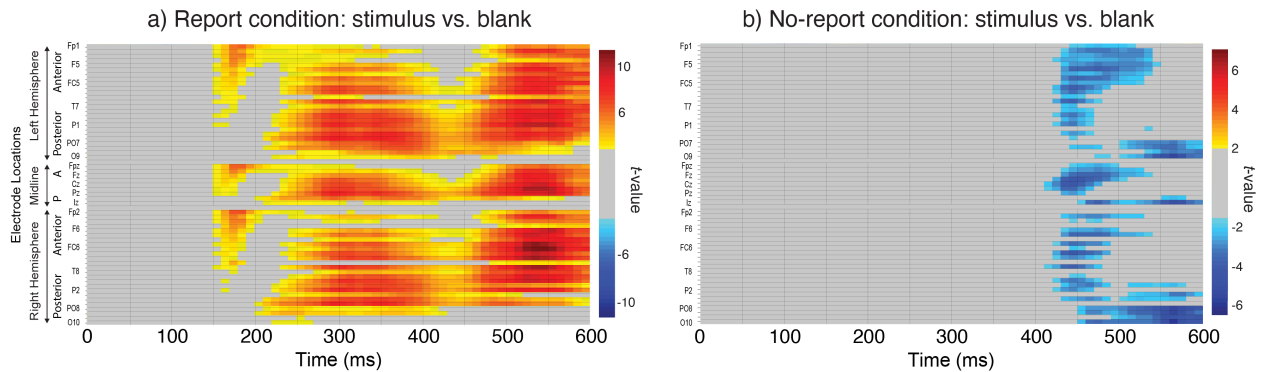 a) Report condition: stimulus vs. blank
Electrode Locations
Left Hemisphere
Anterior
Posterior
Midline
A
P
Right Hemisphere
Anterior
Posterior
Fp1
F5
FC5
T7
P1
PO7
O9
Fpz
Fz
Cz
Pz
Iz
Fp2
F6
FC6
T8
P2
PO8
O10
0 100 200 300 400 500 600
Time (ms)
10
6
-6
-10
t-value
b) No-report condition: stimulus vs. blank
Fp1
F5
FC5
T7
P1
PO7
O9
Fpz
Fz
Cz
Pz
Iz
Fp2
F6
FC6
T8
P2
PO8
O10
0 100 200 300 400 500 600
Time (ms)
6
4
2
-2
-4
-6
t-value